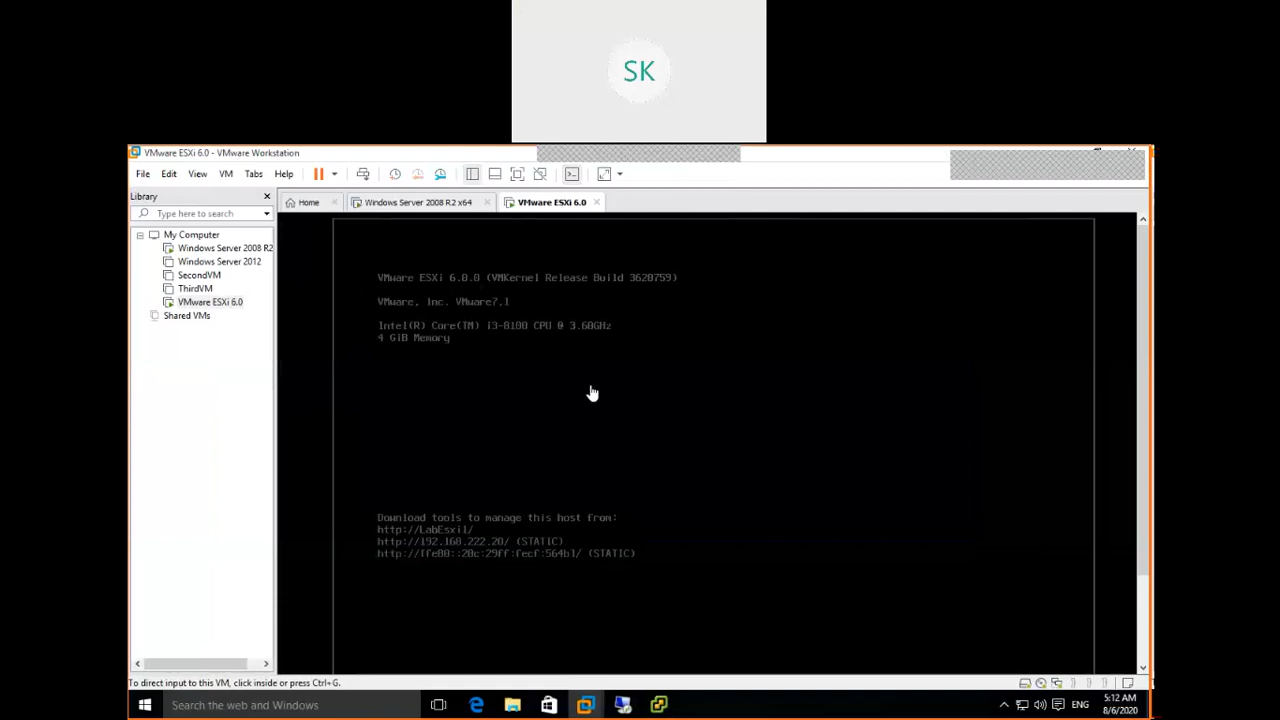 SK
VMware ESXi 6.0 - VMware Workstation
File Edit View VM Tabs Help
Library
Type here to search
Home
Windows Server 2008 R2 x64
VMware ESXi 6.0
My Computer
Windows Server 2008 R2
Windows Server 2012
SecondVM
ThirdVM
VMware ESXi 6.0
Shared VMs
VMware ESXi 6.0.0 (VMKernel Release Build 3620759)
VMware, Inc. VMware7,1
Intel(R) Core(TM) i3-8100 CPU @ 3.60GHz
4 GiB Memory
Download tools to manage this host from:
http://LabEsxi1/
http://192.168.222.20/ (STATIC)
http://[fe80::20c:29ff:fecf:564b]/ (STATIC)
To direct input to this VM, click inside or press Ctrl+G.
Search the web and Windows
ENG
5:12 AM
8/6/2020